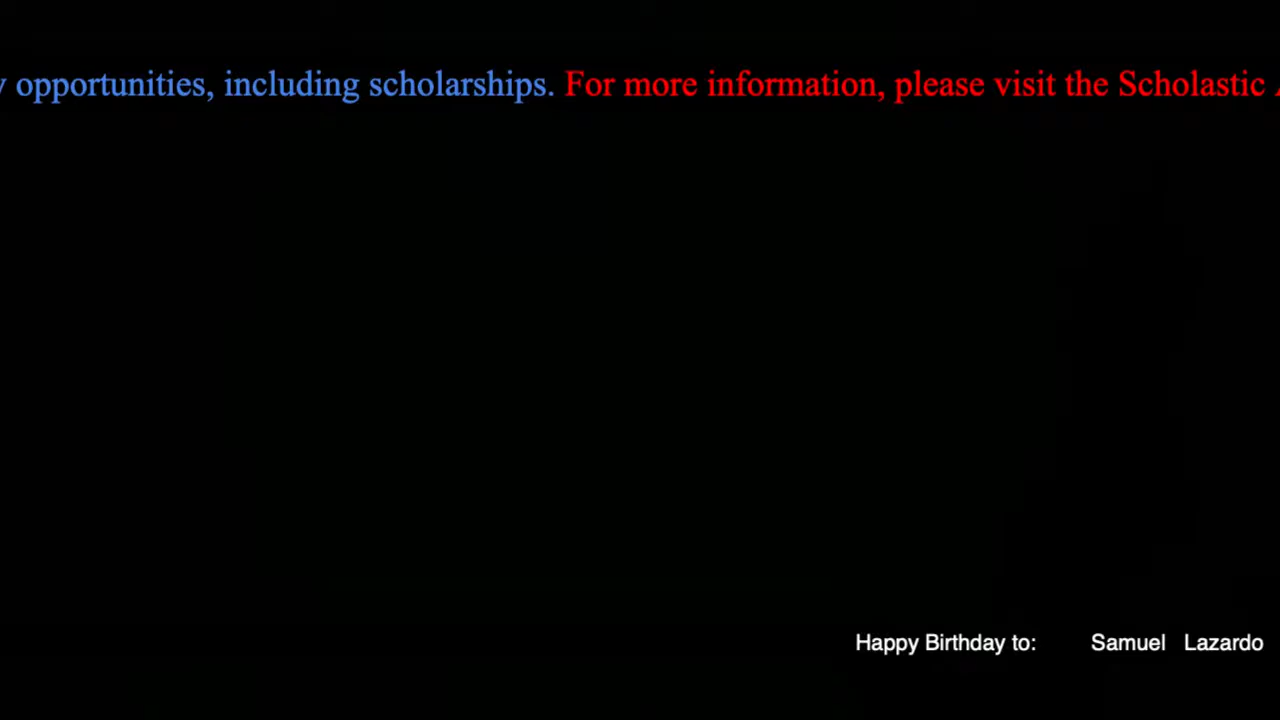 opportunities, including scholarships. For more information, please visit the Scholastic
Happy Birthday to: Samuel Lazardo